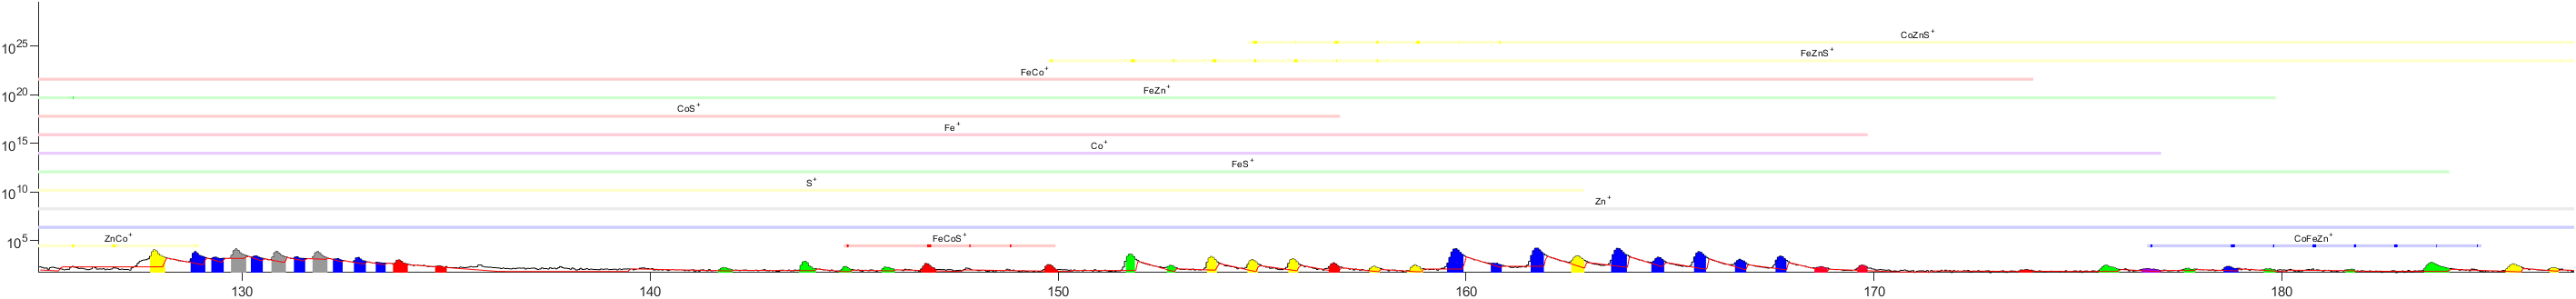 CoZnS+
10^25
FeZnS+
FeCo+
10^20
FeZn+
CoS+
Fe+
10^15
Co+
FeS+
10^10
S+
Zn+
10^5
ZnCo+ FeCoS+ CoFeZn+
130 140 150 160 170 180